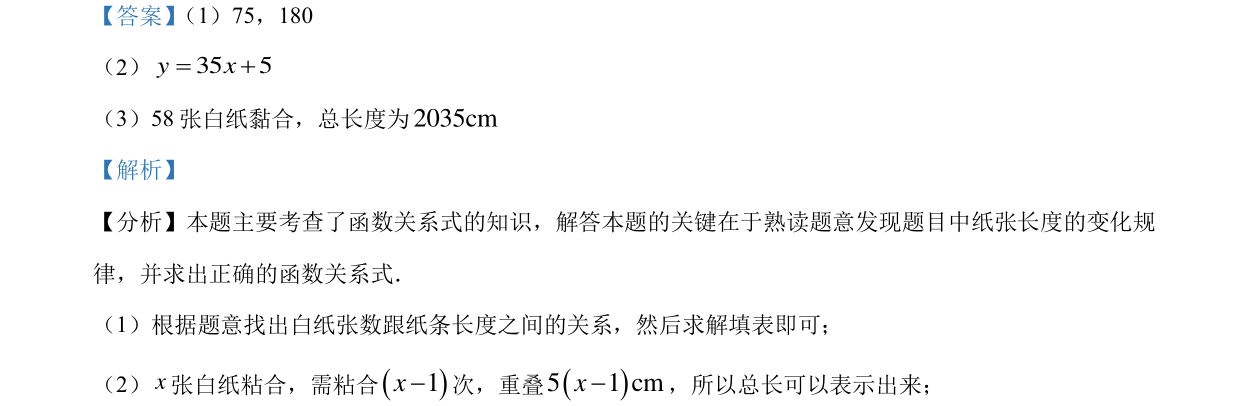 【答案】（1）75，180
（2） y = 35x + 5
（3）58 张白纸黏合，总长度为 2035cm
【解析】
【分析】本题主要考查了函数关系式的知识，解答本题的关键在于熟读题意发现题目中纸张长度的变化规
律，并求出正确的函数关系式．
（1）根据题意找出白纸张数跟纸条长度之间的关系，然后求解填表即可；
（2） x 张白纸粘合，需粘合 (x−1) 次，重叠 5(x−1)cm ，所以总长可以表示出来；